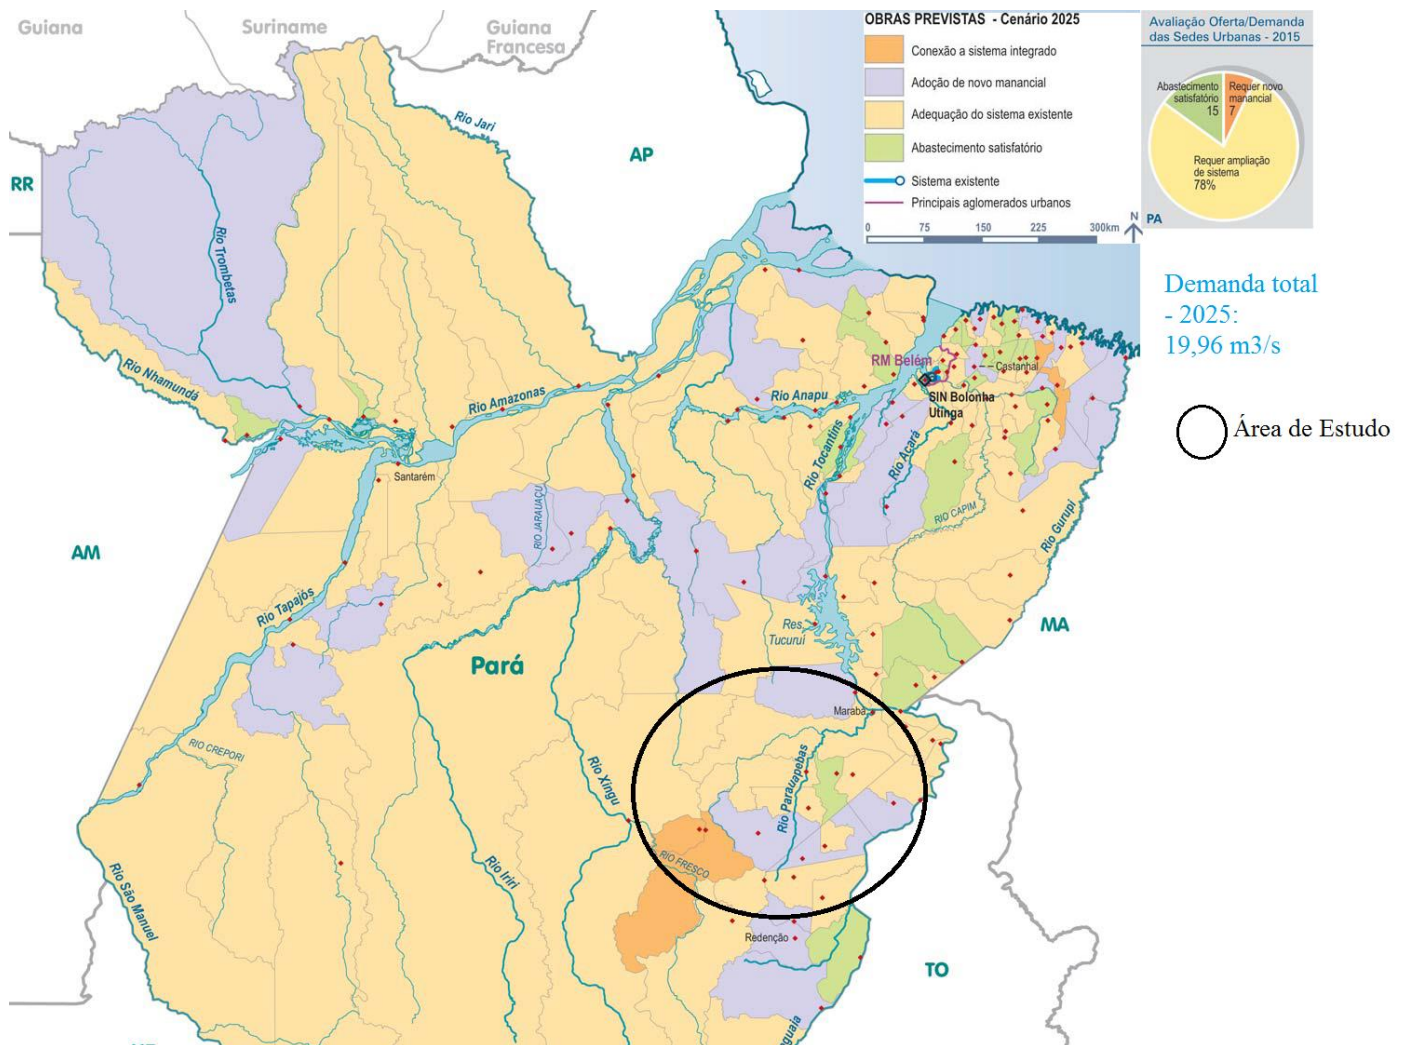 Guiana
Suriname
Guiana
Francesa
OBRAS PREVISTAS - Cenário 2025
Conexão a sistema integrado
Adoção de novo manancial
Adequação do sistema existente
Abastecimento satisfatório
Sistema existente
Principais aglomerados urbanos
0 75 150 225 300km
N
Avaliação Oferta/Demanda
das Sedes Urbanas - 2015
Abastecimento
satisfatório
15
Requer novo
manancial
7
Requer ampliação
de sistema
78%
PA
Demanda total
- 2025:
19,96 m3/s
Área de Estudo
RR
AP
AM
MA
TO
Pará
Rio Jari
Rio Trombetas
Rio Nhamundá
Rio Amazonas
Santarém
Rio Anapu
RM Belém
Castanhal
SIN Bolonha
Utinga
Rio Tocantins
Rio Acará
RIO CAPIM
Rio Gurupi
RIO JARAUAÇU
Rio Tapajós
Res.
Tucuruí
Marabá
RIO CREPORI
Rio Xingu
Rio Parauapebas
RIO FRESCO
Rio Iriri
Rio São Manuel
Redenção
guaia